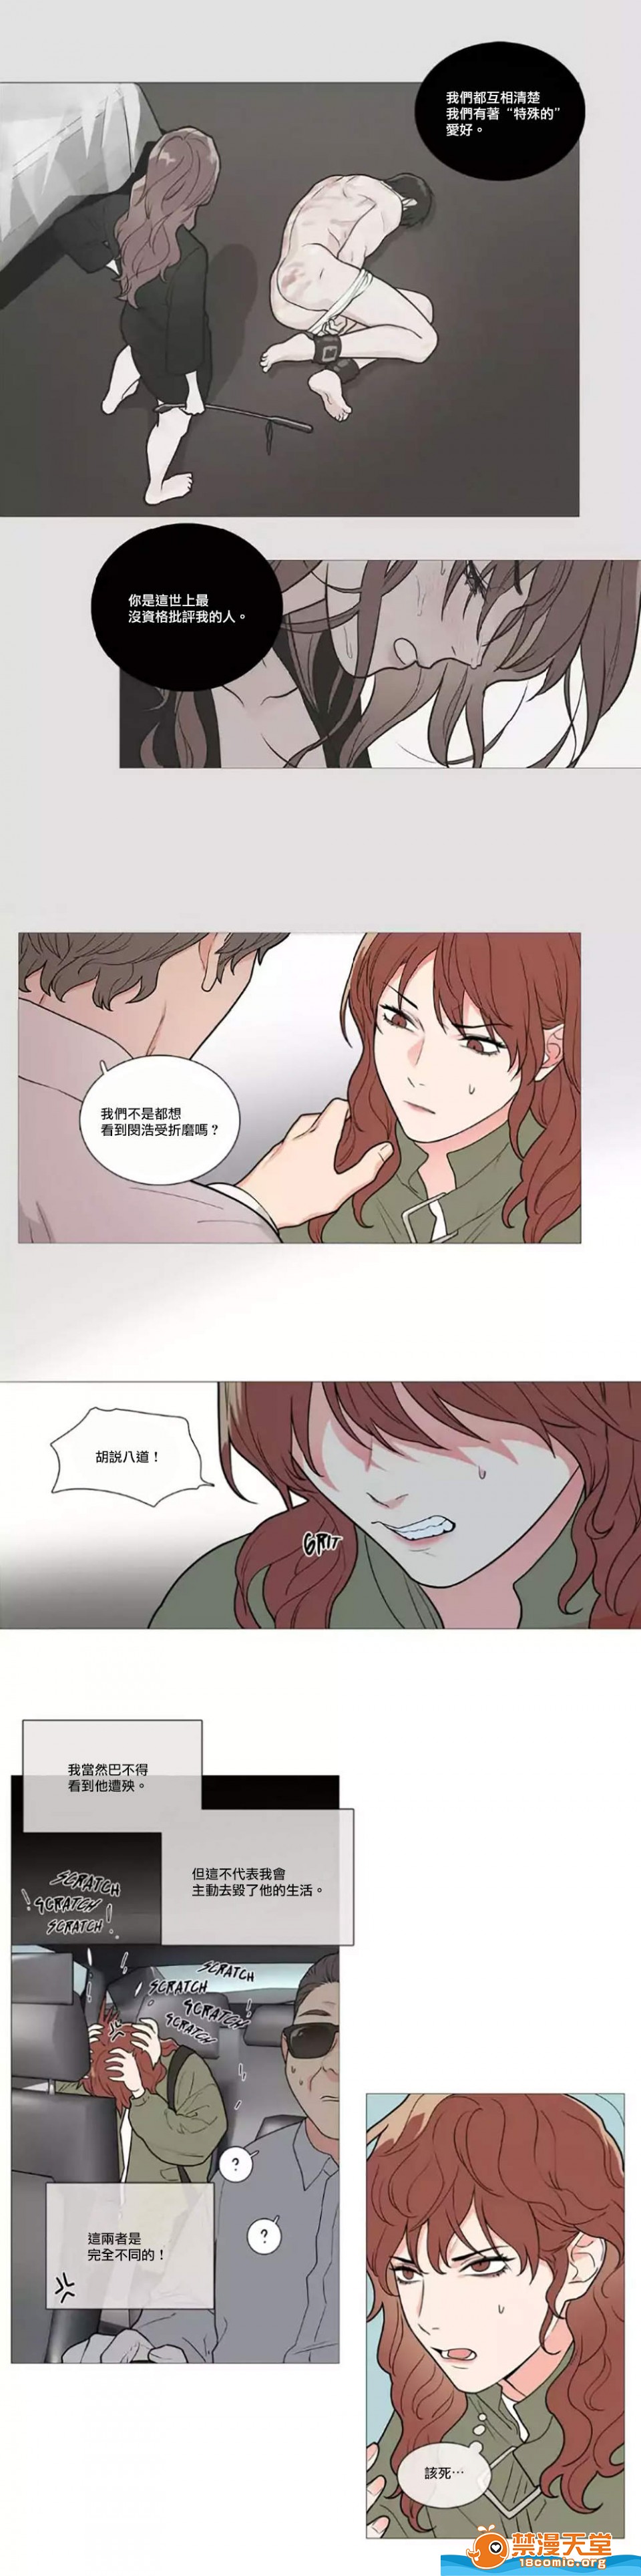 我們都互相清楚
我們有著“特殊的”
愛好。
你是這世上最
沒資格批評我的人。
我們不是都想
看到閔浩受折磨嗎？
胡説八道！
GRIT
我當然巴不得
看到他遭殃。
但這不代表我會
主動去毀了他的生活。
SCRATCH
SCRATCH
SCRATCH
SCRATCH
SCRATCH
SCRATCH
SCRATCH
?
?
這兩者是
完全不同的！
該死…
禁漫天堂
18comic.org